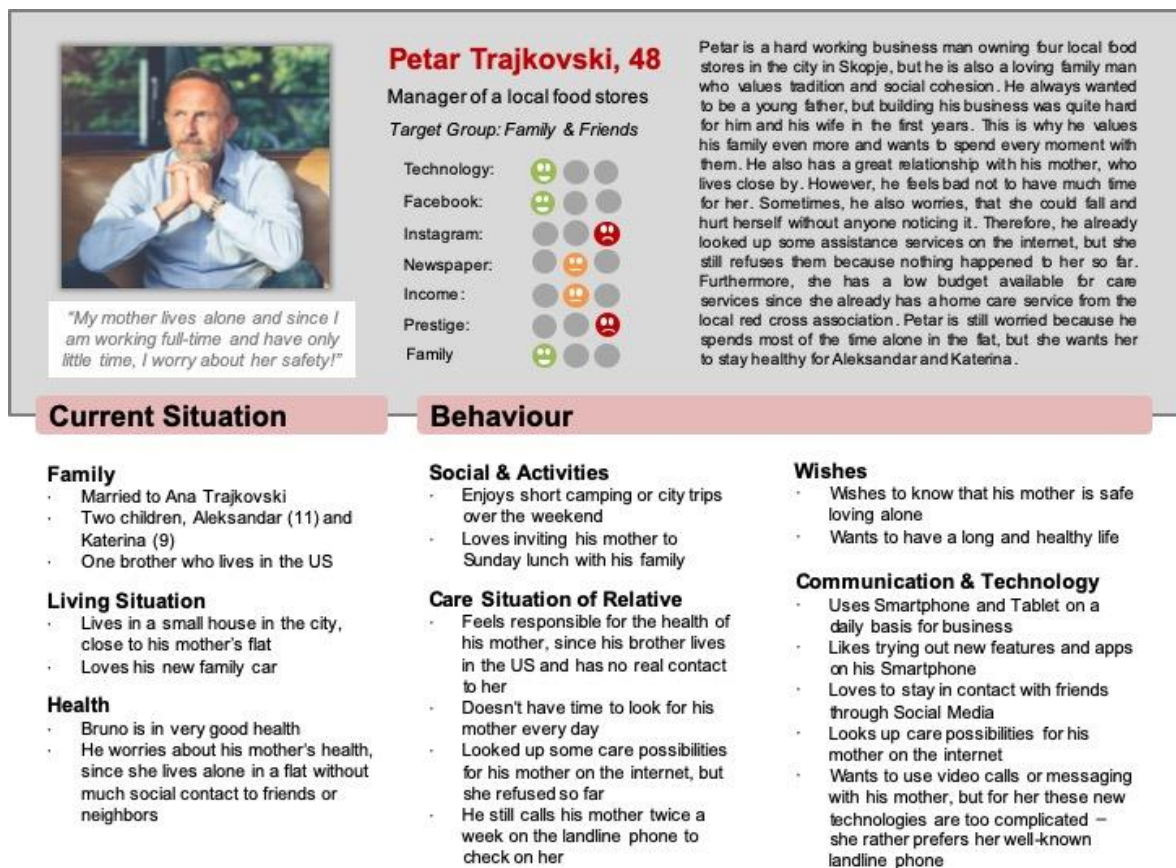 Petar Trajkovski, 48
Manager of a local food stores
Target Group: Family & Friends
Technology:
Facebook:
Instagram:
Newspaper:
Income:
Prestige:
Family
"My mother lives alone and since I
am working full-time and have only
little time, I worry about her safety!"
Petar is a hard working business man owning four local food
stores in the city in Skopje, but he is also a loving family man
who values tradition and social cohesion. He always wanted
to be a young father, but building his business was quite hard
for him and his wife in the first years. This is why he values
his family even more and wants to spend every moment with
them. He also has a great relationship with his mother, who
lives close by. However, he feels bad not to have much time
for her. Sometimes, he also worries, that she could fall and
hurt herself without anyone noticing it. Therefore, he already
looked up some assistance services on the internet, but she
still refuses them because nothing happened to her so far.
Furthermore, she has a low budget available for care
services since she already has a home care service from the
local red cross association. Petar is still worried because he
spends most of the time alone in the flat, but she wants her
to stay healthy for Aleksandar and Katerina.
Current Situation
Family
· Married to Ana Trajkovski
· Two children, Aleksandar (11) and
Katerina (9)
· One brother who lives in the US
Living Situation
· Lives in a small house in the city,
close to his mother's flat
· Loves his new family car
Health
· Bruno is in very good health
· He worries about his mother's health,
since she lives alone in a flat without
much social contact to friends or
neighbors
Behaviour
Social & Activities
· Enjoys short camping or city trips
over the weekend
· Loves inviting his mother to
Sunday lunch with his family
Care Situation of Relative
· Feels responsible for the health of
his mother, since his brother lives
in the US and has no real contact
to her
· Doesn't have time to look for his
mother every day
· Looked up some care possibilities
for his mother on the internet, but
she refused so far
· He still calls his mother twice a
week on the landline phone to
check on her
Wishes
· Wishes to know that his mother is safe
loving alone
· Wants to have a long and healthy life
Communication & Technology
· Uses Smartphone and Tablet on a
daily basis for business
· Likes trying out new features and apps
on his Smartphone
· Loves to stay in contact with friends
through Social Media
· Looks up care possibilities for his
mother on the internet
· Wants to use video calls or messaging
with his mother, but for her these new
technologies are too complicated –
she rather prefers her well-known
landline phone